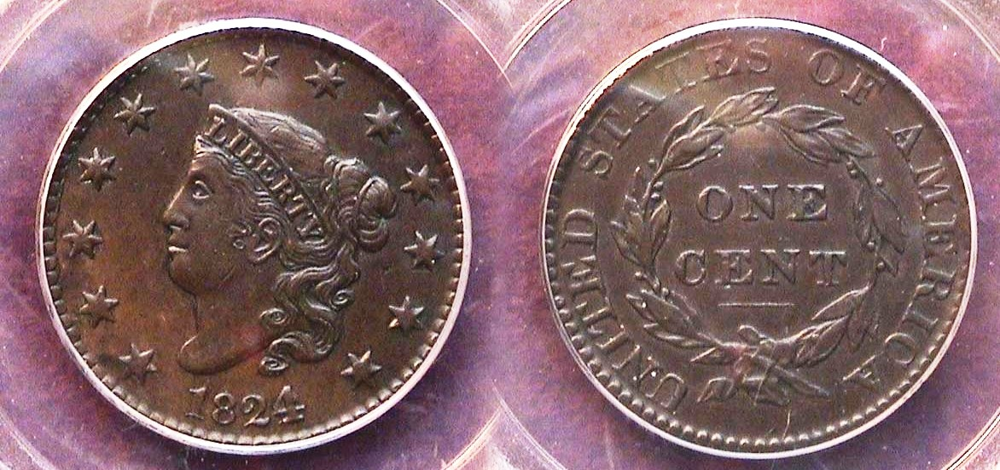 LIBERTY
1824
UNITED STATES OF AMERICA
ONE
CENT